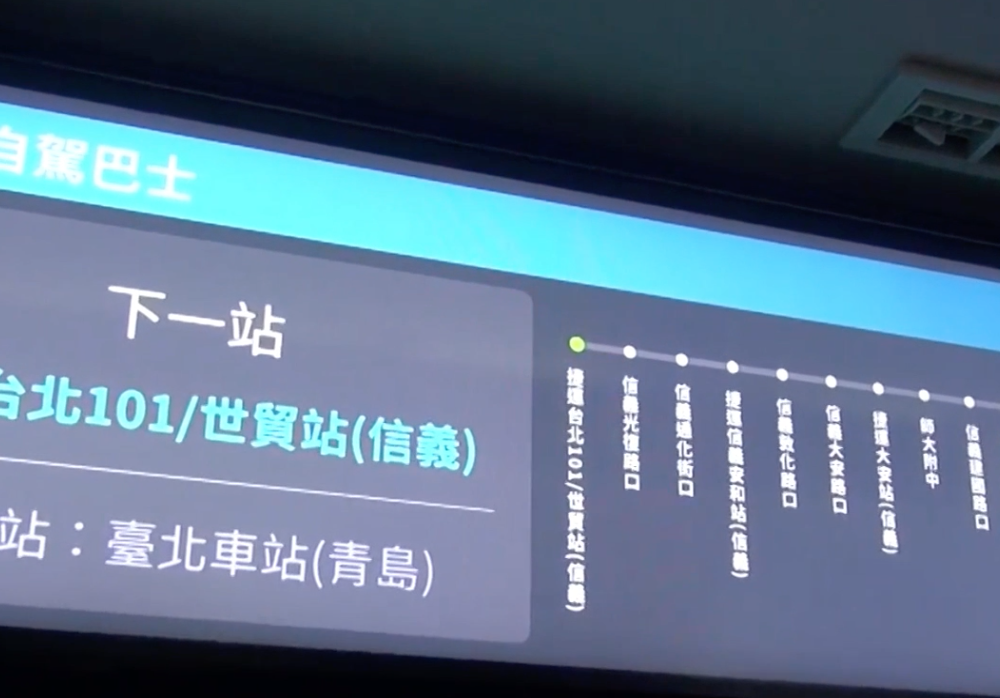 自駕巴士
下一站
台北101/世貿站(信義)
站：臺北車站(青島)
捷運台北101/世貿站(信義)
信義光復路口
信義通化街口
捷運信義安和站(信義)
信義敦化路口
信義大安路口
捷運大安站(信義)
師大附中
信義建國路口